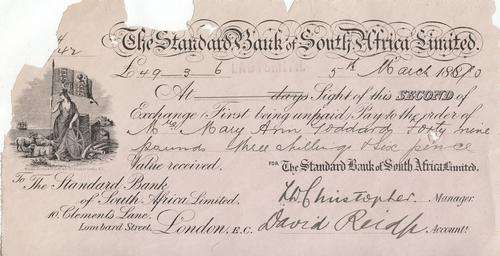 The Standard Bank of South Africa Limited.
£49 3 6 5th March 1880
At days Sight of this SECOND of
Exchange (First being unpaid) Pay to the order of
Mrs Mary Ann Goddard forty nine
pounds three shillings & six pence
Value received. FOR The Standard Bank of South Africa Limited.
To The Standard Bank
of South Africa Limited. Manager
10, Clements Lane,
Lombard Street, London, E.C. David Reid Account!